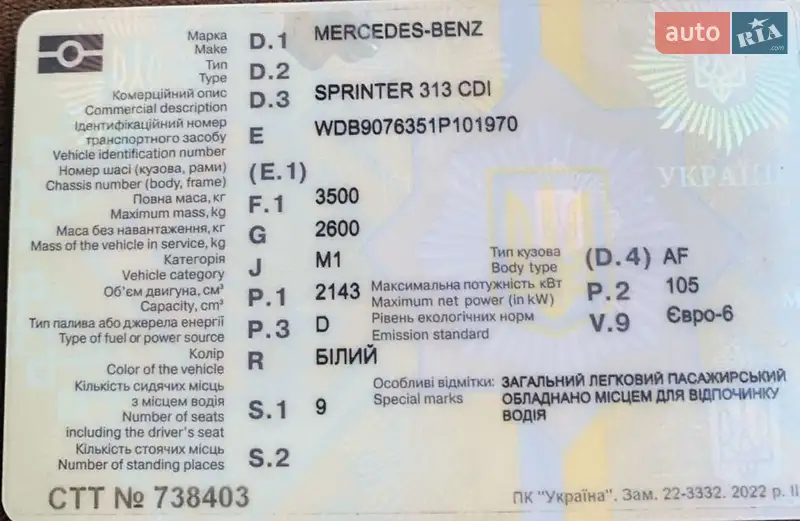 auto RIA .com
Марка D.1 MERCEDES-BENZ
Make
Тип D.2
Type
Комерційний опис D.3 SPRINTER 313 CDI
Commercial description
Ідентифікаційний номер
транспортного засобу E WDB9076351P101970
Vehicle identification number
Номер шасі (кузова, рами) (E.1)
Chassis number (body, frame)
Повна маса, кг F.1 3500
Maximum mass, kg
Маса без навантаження, кг G 2600
Mass of the vehicle in service, kg
Категорія J M1 Тип кузова (D.4) AF
Vehicle category Body type
Об'єм двигуна, см³ P.1 2143 Максимальна потужність кВт P.2 105
Capacity, cm³ Maximum net power (in kW)
Тип палива або джерела енергії P.3 D Рівень екологічних норм V.9 Євро-6
Type of fuel or power source Emission standard
Колір R БІЛИЙ
Color of the vehicle
Кількість сидячих місць Особливі відмітки: ЗАГАЛЬНИЙ ЛЕГКОВИЙ ПАСАЖИРСЬКИЙ
з місцем водія S.1 9 Special marks ОБЛАДНАНО МІСЦЕМ ДЛЯ ВІДПОЧИНКУ
Number of seats ВОДІЯ
including the driver's seat
Кількість стоячих місць S.2
Number of standing places
УКРАЇН
СТТ № 738403
ПК "Україна". Зам. 22-3332. 2022 р. II